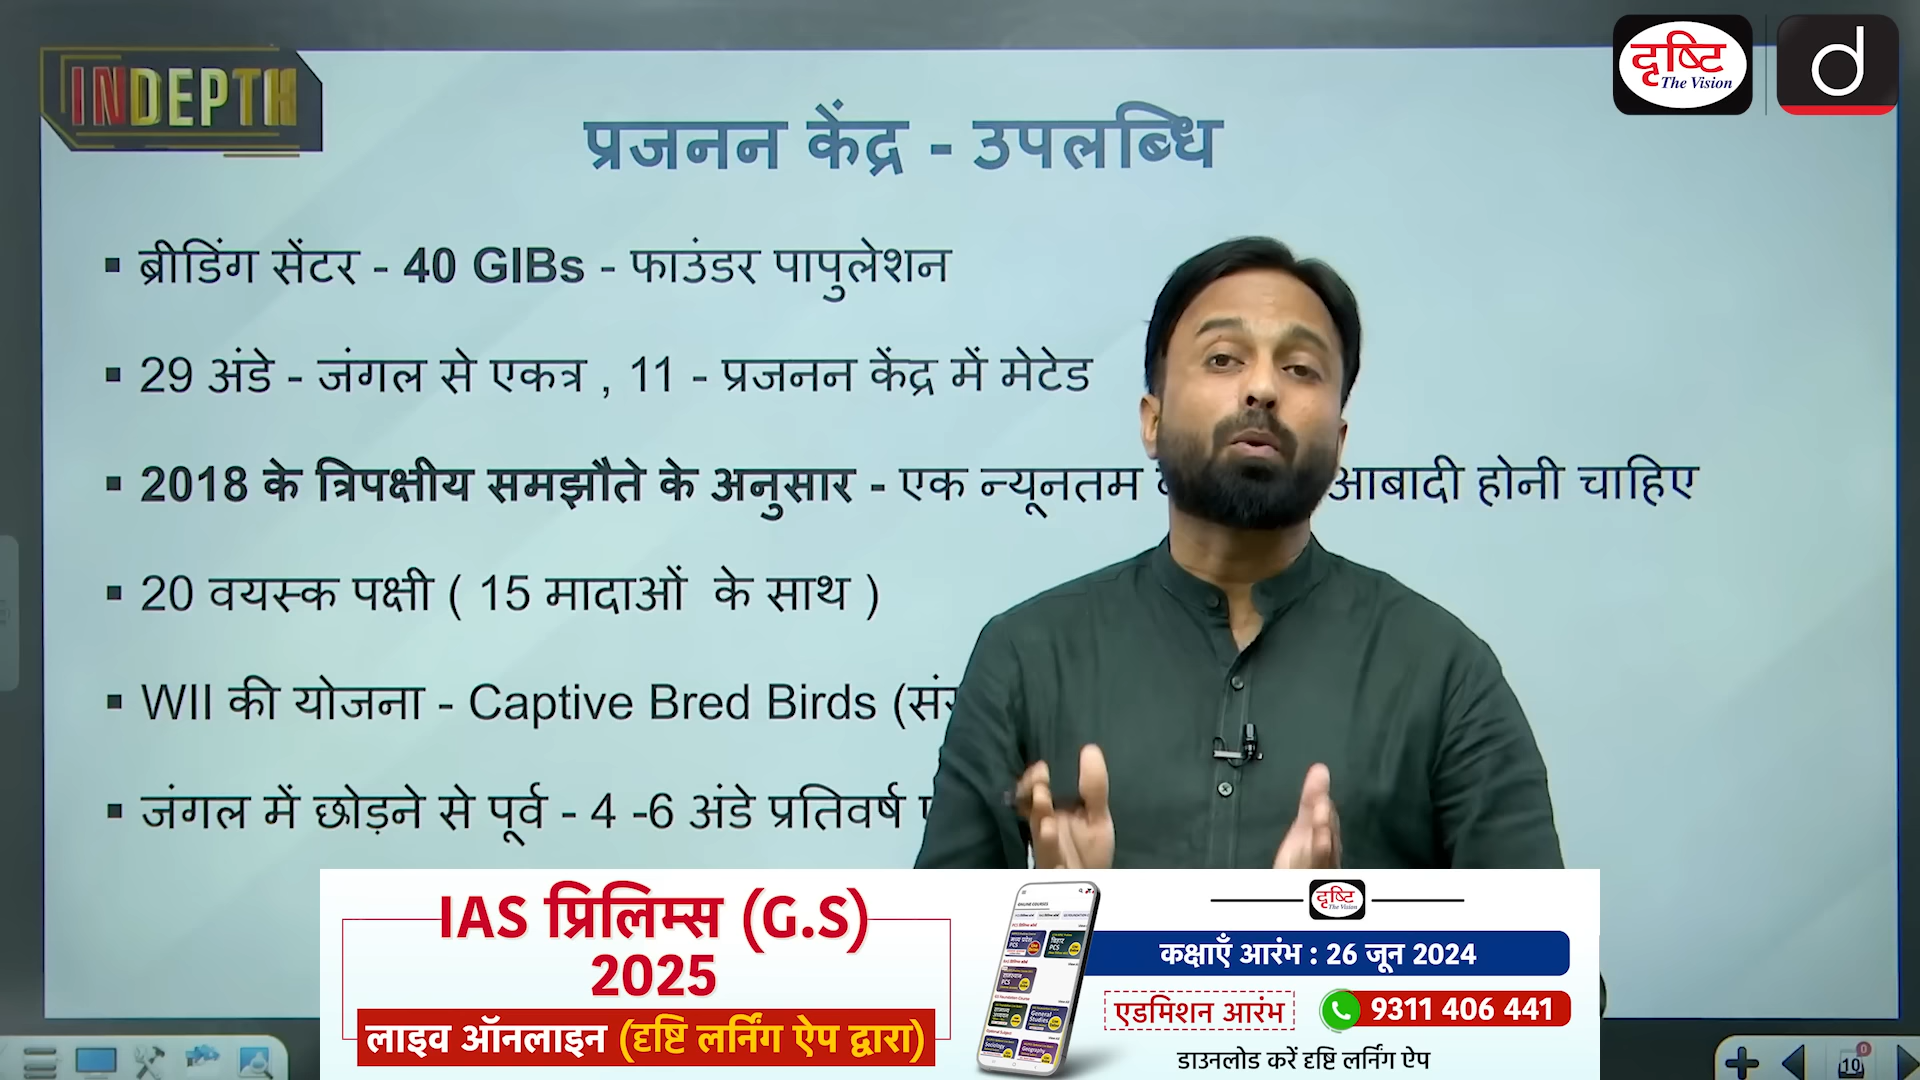 INDEPTH
दृष्टि
The Vision
d
प्रजनन केंद्र - उपलब्धि
▪ ब्रीडिंग सेंटर - 40 GIBs - फाउंडर पापुलेशन
▪ 29 अंडे - जंगल से एकत्र , 11 - प्रजनन केंद्र में मेटेड
▪ 2018 के त्रिपक्षीय समझौते के अनुसार - एक न्यूनतम आबादी होनी चाहिए
▪ 20 वयस्क पक्षी ( 15 मादाओं के साथ )
▪ WII की योजना - Captive Bred Birds
▪ जंगल में छोड़ने से पूर्व - 4 -6 अंडे प्रतिवर्ष
IAS प्रिलिम्स (G.S)
2025
लाइव ऑनलाइन (दृष्टि लर्निंग ऐप द्वारा)
दृष्टि
The Vision
कक्षाएँ आरंभ : 26 जून 2024
एडमिशन आरंभ 9311 406 441
डाउनलोड करें दृष्टि लर्निंग ऐप
10